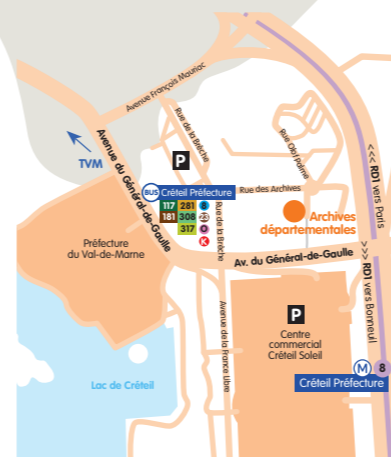 Avenue François Mauriac
Rue de la Brèche
P
TVM
Avenue du Général-de-Gaulle
Rue Olof Palme
<<< RD1 vers Paris
BUS Créteil Préfecture
117 281 B
181 308 23
317 O
K
Rue des Archives
Rue de la Brèche
Archives
départementales
Préfecture
du Val-de-Marne
Av. du Général-de-Gaulle
>>> RD1 vers Bonneuil
Avenue de la France Libre
P
Centre
commercial
Créteil Soleil
M 8
Créteil Préfecture
Lac de Créteil